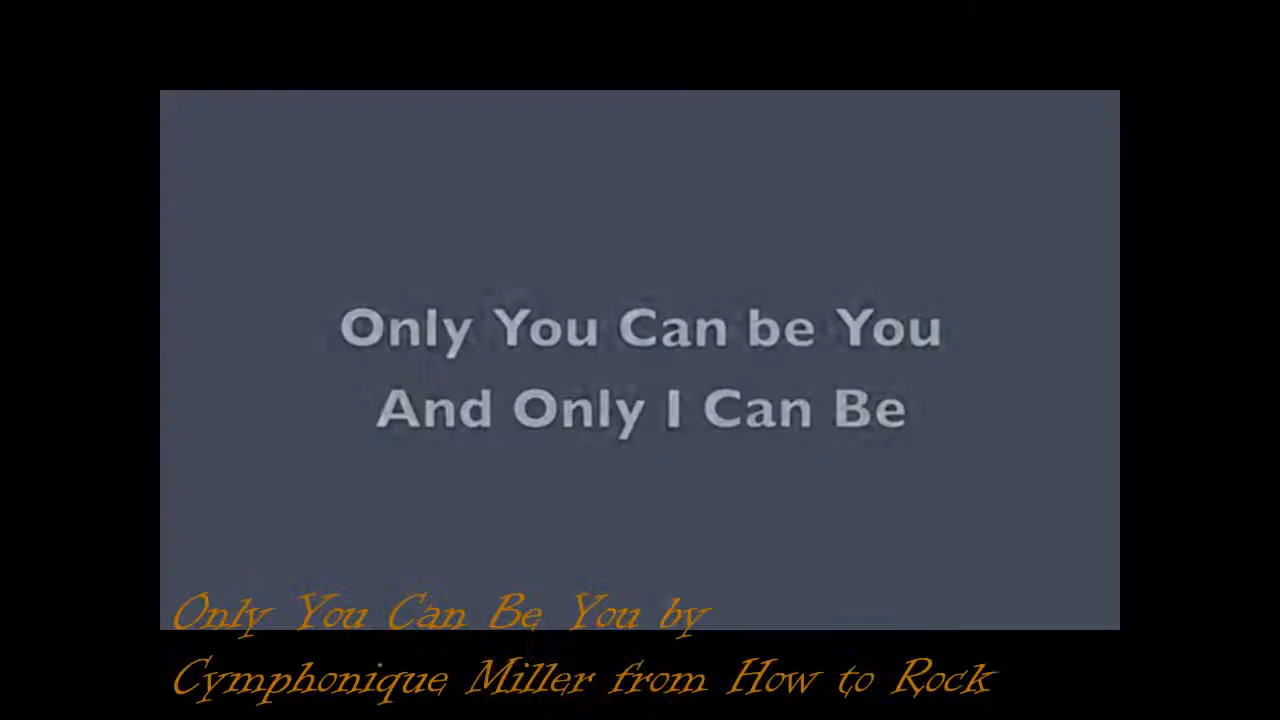 Only You Can be You
And Only I Can Be
Only You Can Be You by
Cymphonique Miller from How to Rock